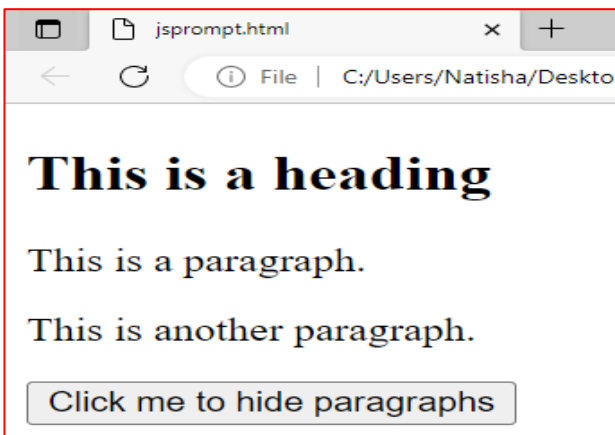 jsprompt.html
File | C:/Users/Natisha/Deskto
This is a heading
This is a paragraph.
This is another paragraph.
Click me to hide paragraphs